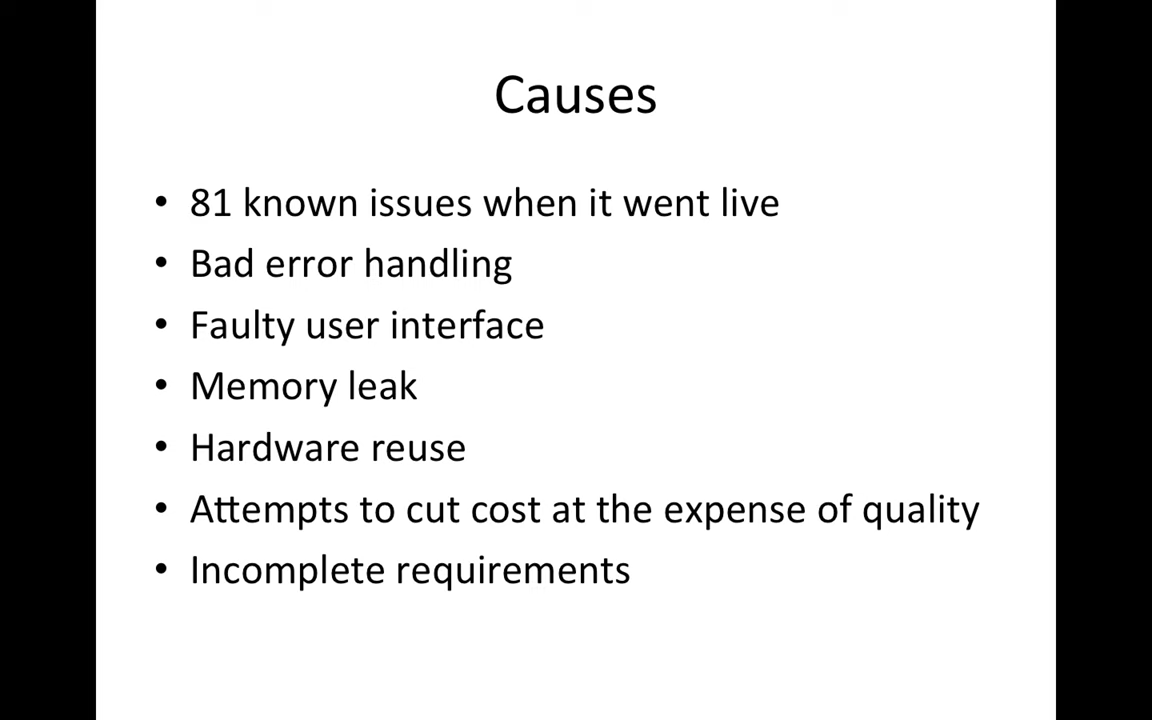 Causes
• 81 known issues when it went live
• Bad error handling
• Faulty user interface
• Memory leak
• Hardware reuse
• Attempts to cut cost at the expense of quality
• Incomplete requirements